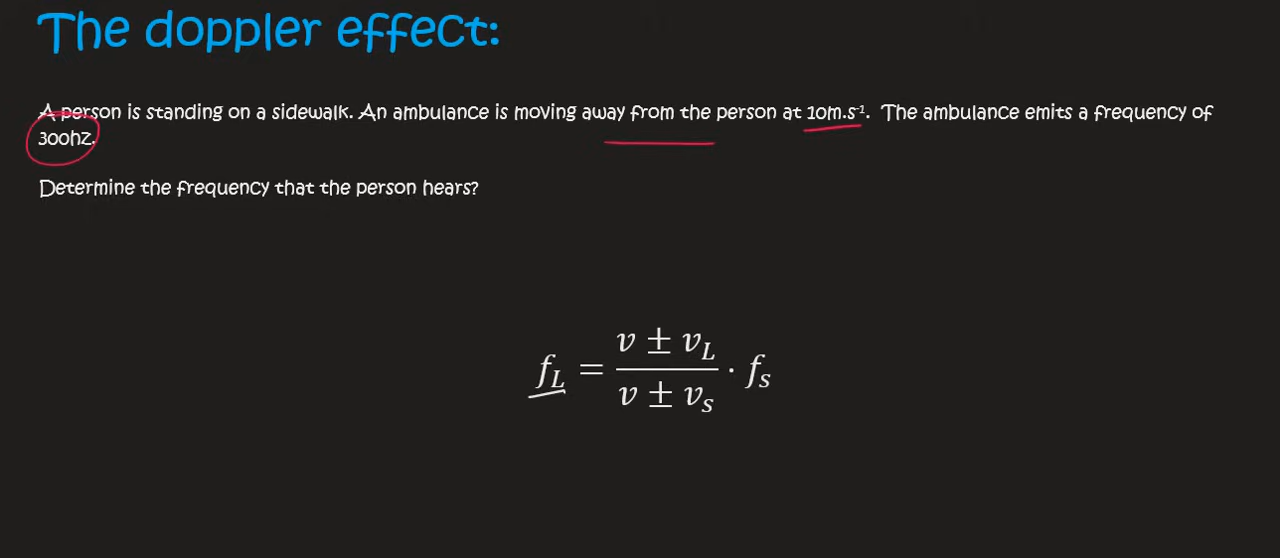 The doppler effect:
A person is standing on a sidewalk. An ambulance is moving away from the person at 10m.s⁻¹. The ambulance emits a frequency of
300hz.
Determine the frequency that the person hears?
f_L = (v ± v_L)/(v ± v_s) · f_s